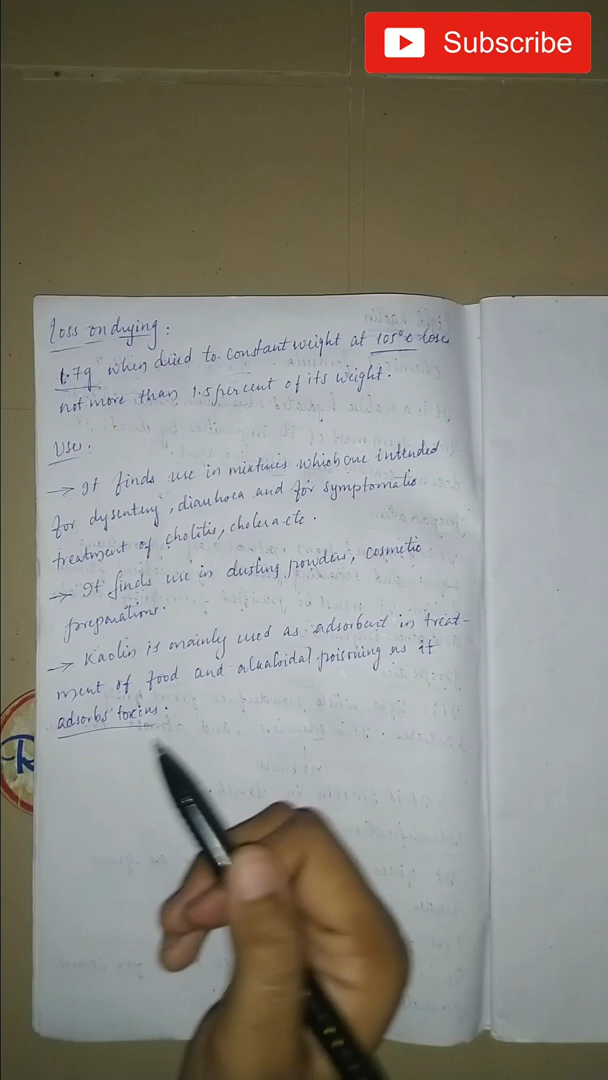 Subscribe
Loss on drying :
1.7g when dried to constant weight at 105°c lose
not more than 1.5 percent of its weight.
Use :
→ It finds use in mixtures which are intended
for dysentery, diarrhoea and for symptomatic
treatment of cholitis, cholera etc.
→ It finds use in dusting powders, cosmetic
preparations.
→ Kaolin is mainly used as adsorbent in treat-
ment of food and alkaloidal poisoning as it
adsorbs toxins.